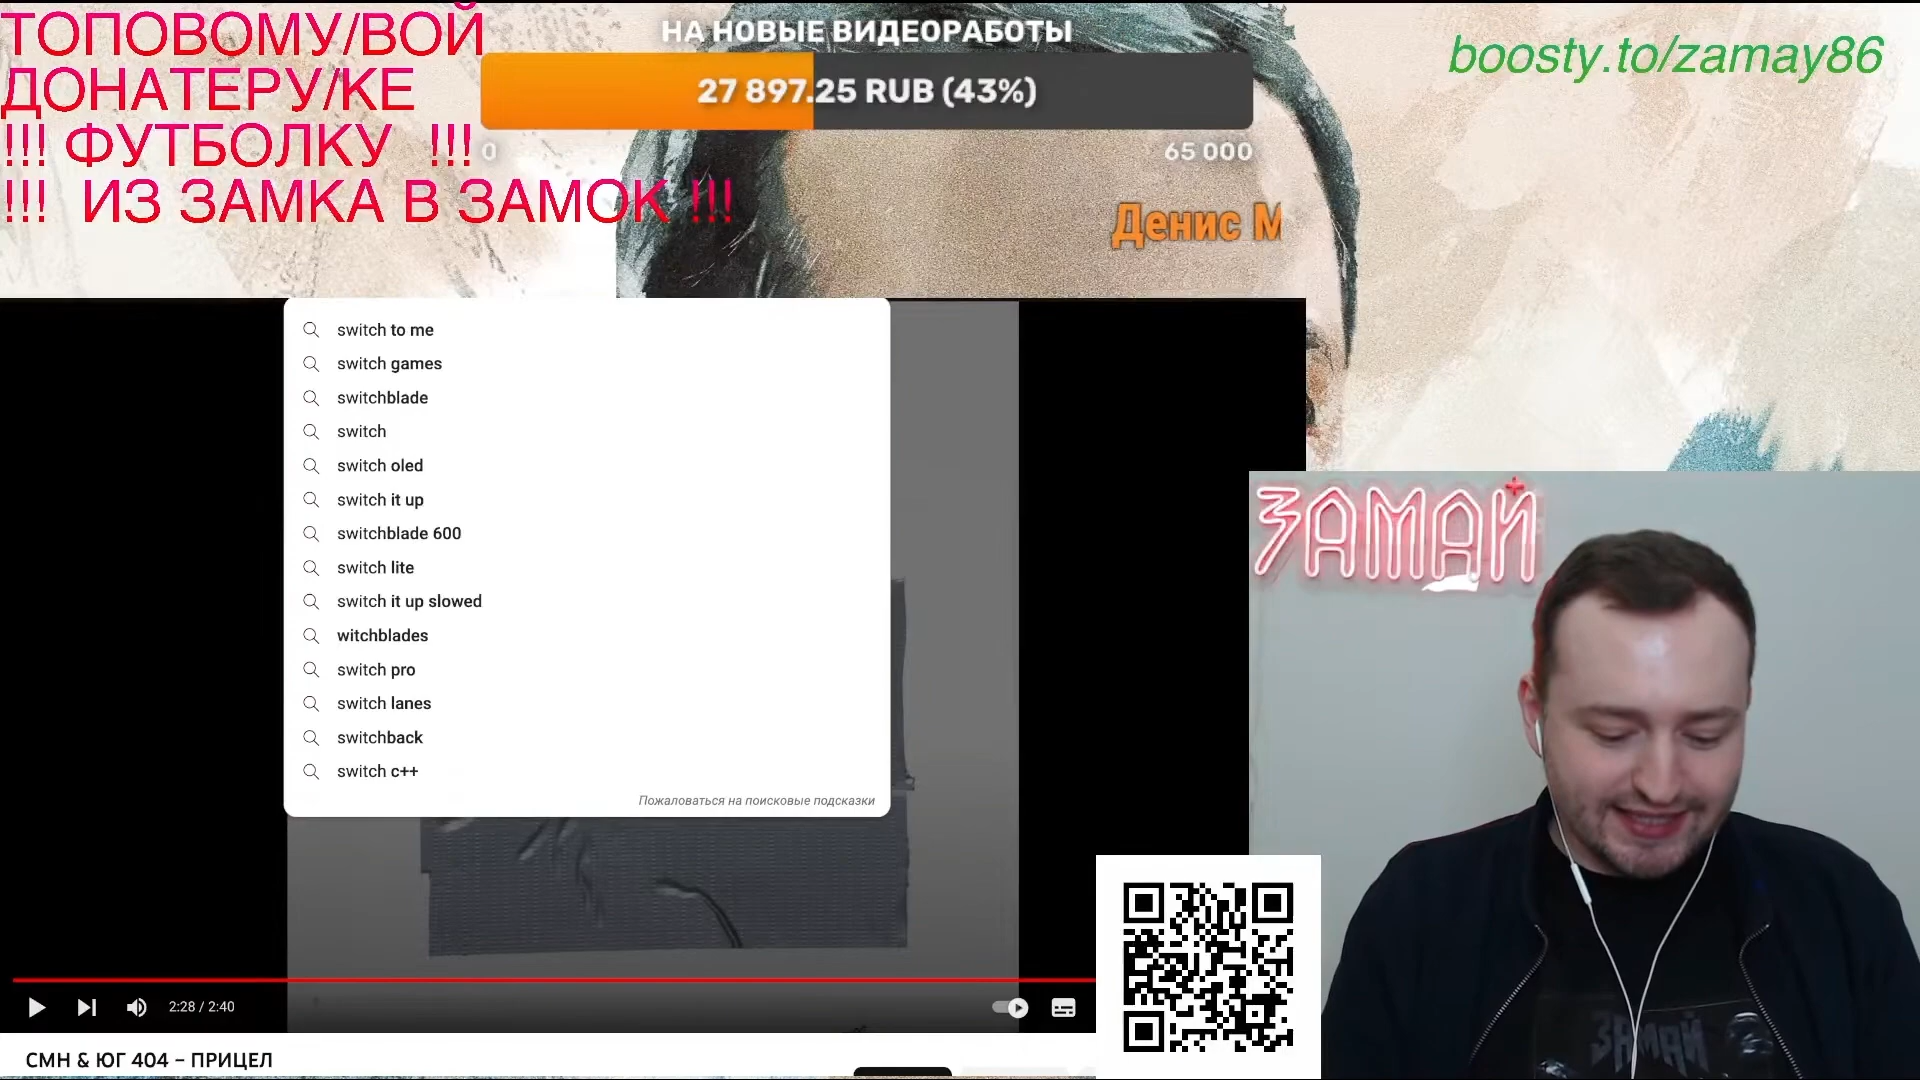 ТОПОВОМУ/ВОЙ
ДОНАТЕРУ/КЕ
!!! ФУТБОЛКУ !!!
!!! ИЗ ЗАМКА В ЗАМОК !!!
НА НОВЫЕ ВИДЕОРАБОТЫ
27 897.25 RUB (43%)
0
65 000
Денис М
boosty.to/zamay86
switch to me
switch games
switchblade
switch
switch oled
switch it up
switchblade 600
switch lite
switch it up slowed
witchblades
switch pro
switch lanes
switchback
switch c++
Пожаловаться на поисковые подсказки
2:28 / 2:40
СМН & ЮГ 404 – ПРИЦЕЛ
ЗАМАЙ
ЗАМАЙ